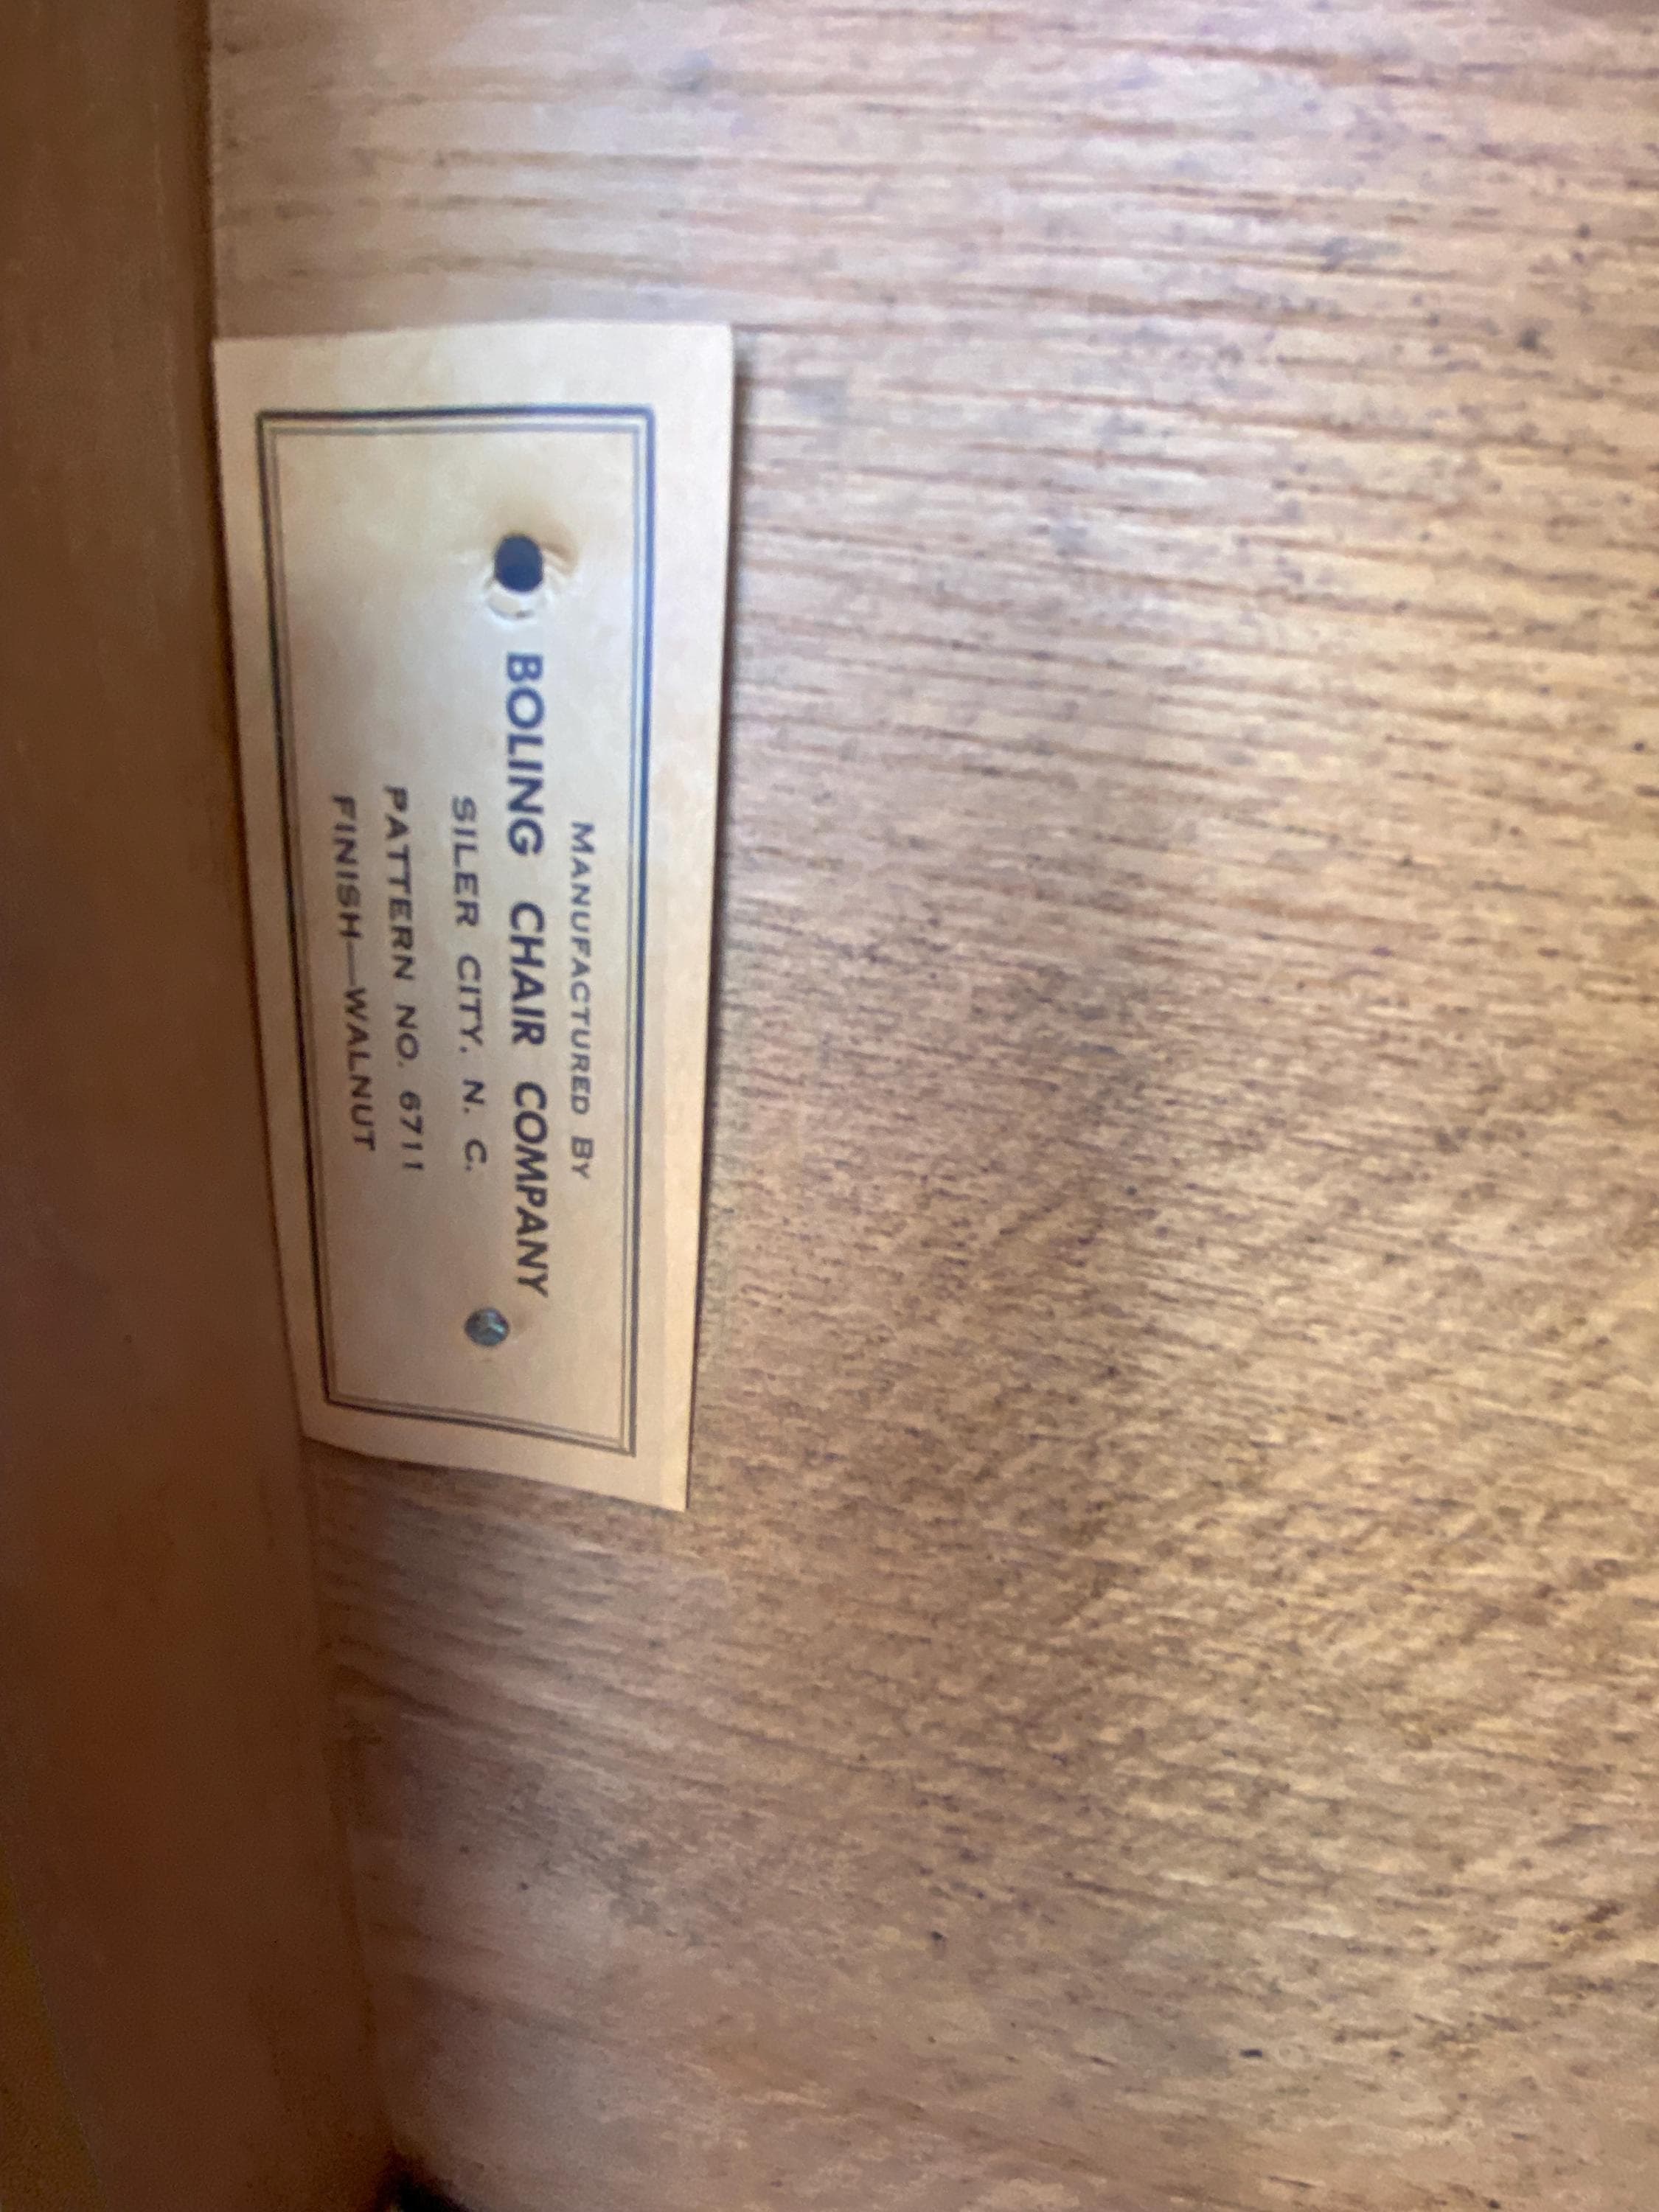 MANUFACTURED BY
BOLING CHAIR COMPANY
SILER CITY, N. C.
PATTERN NO. 6711
FINISH—WALNUT